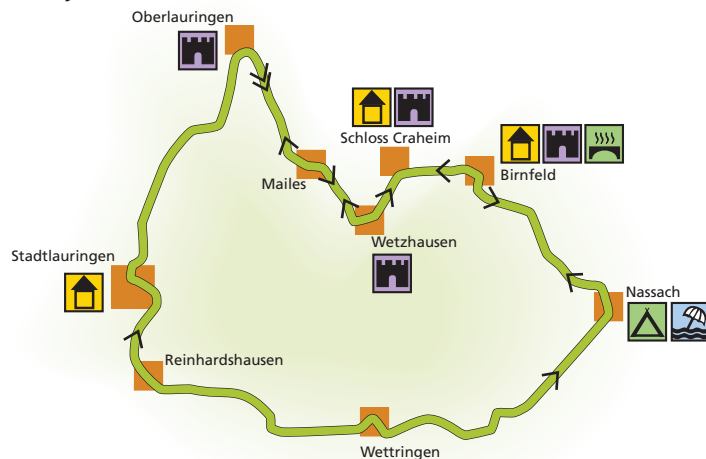 Oberlauringen
Schloss Craheim
Birnfeld
Mailes
Wetzhausen
Stadtlauringen
Nassach
Reinhardshausen
Wettringen